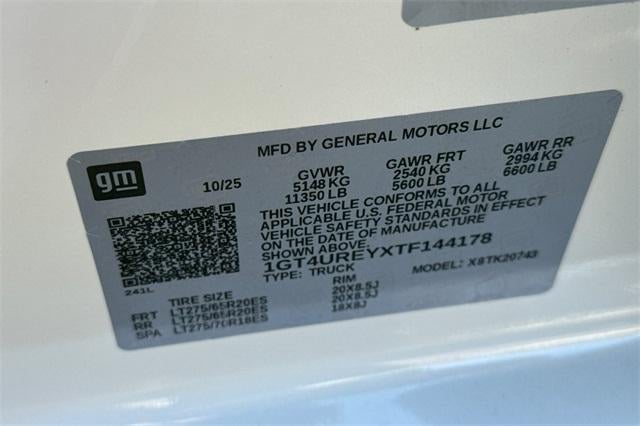 MFD BY GENERAL MOTORS LLC
gm
10/25
GVWR
5148 KG
11350 LB
GAWR FRT
2540 KG
5600 LB
GAWR RR
2994 KG
6600 LB
THIS VEHICLE CONFORMS TO ALL
APPLICABLE U.S. FEDERAL MOTOR
VEHICLE SAFETY STANDARDS IN EFFECT
ON THE DATE OF MANUFACTURE
SHOWN ABOVE.
1GT4UREYXTF144178
TYPE: TRUCK
MODEL: X8TK20743
241L
TIRE SIZE
RIM
FRT LT275/65R20ES 20X8.5J
RR LT275/65R20ES 20X8.5J
SPA LT275/70R18ES 18X8J